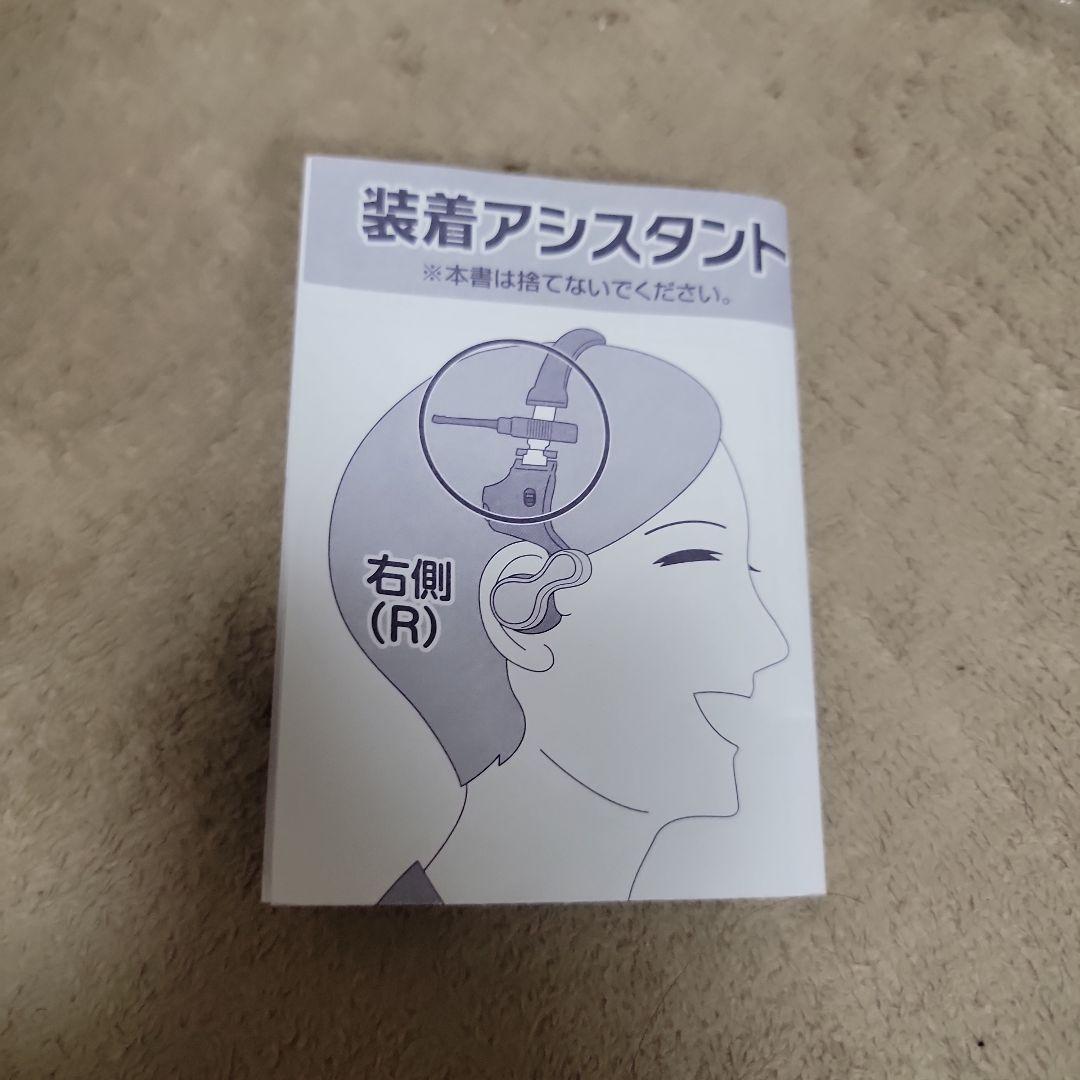 装着アシスタント
※本書は捨てないでください。
右側
(R)